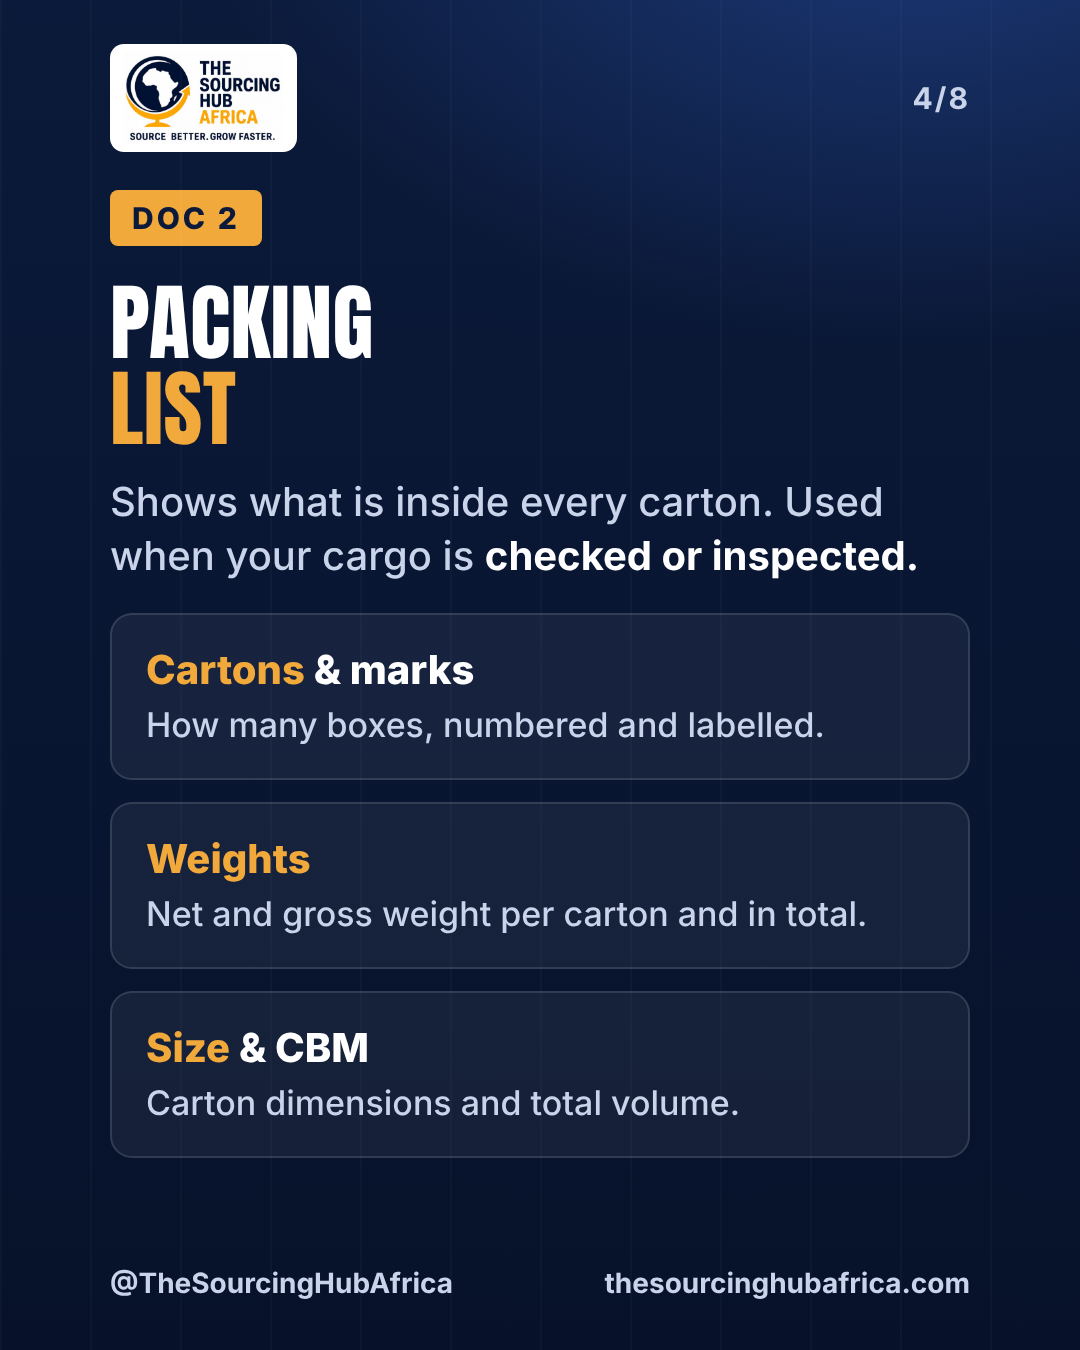 THE
SOURCING
HUB
AFRICA
SOURCE BETTER. GROW FASTER.
4/8
DOC 2
PACKING
LIST
Shows what is inside every carton. Used
when your cargo is checked or inspected.
Cartons & marks
How many boxes, numbered and labelled.
Weights
Net and gross weight per carton and in total.
Size & CBM
Carton dimensions and total volume.
@TheSourcingHubAfrica
thesourcinghubafrica.com